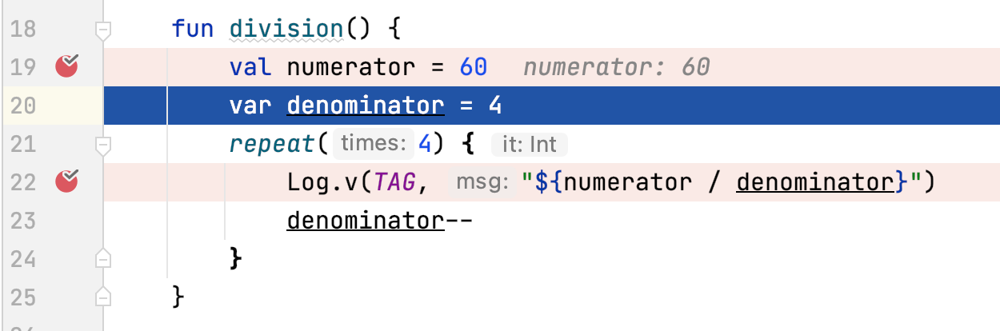 18 fun division() {
19 val numerator = 60 numerator: 60
20 var denominator = 4
21 repeat( times: 4) { it: Int
22 Log.v(TAG, msg: "${numerator / denominator}")
23 denominator--
24 }
25 }